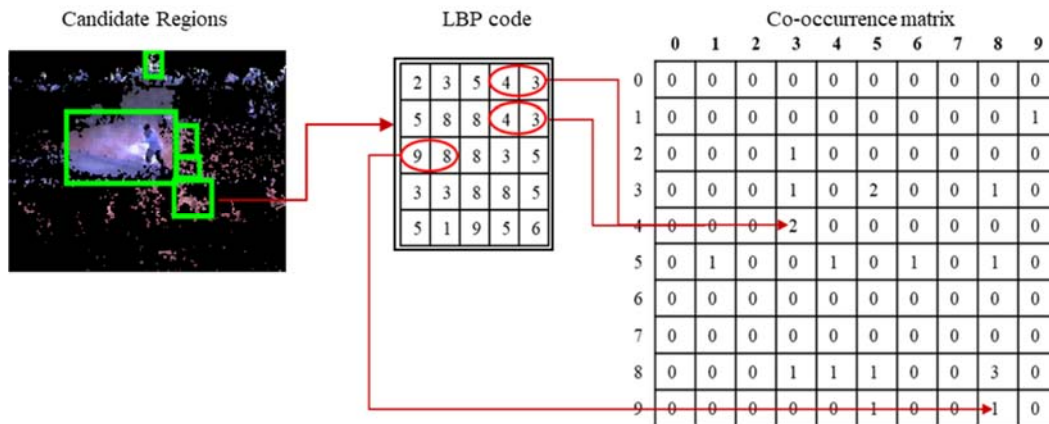 Candidate Regions
LBP code
2 3 5 4 3
5 8 8 4 3
9 8 8 3 5
3 3 8 8 5
5 1 9 5 6
Co-occurrence matrix
0 1 2 3 4 5 6 7 8 9
0 0 0 0 0 0 0 0 0 0 0
1 0 0 0 0 0 0 0 0 0 1
2 0 0 0 1 0 0 0 0 0 0
3 0 0 0 1 0 2 0 0 1 0
4 0 0 0 2 0 0 0 0 0 0
5 0 1 0 0 1 0 1 0 1 0
6 0 0 0 0 0 0 0 0 0 0
7 0 0 0 0 0 0 0 0 0 0
8 0 0 0 1 1 1 0 0 3 0
9 0 0 0 0 0 1 0 0 1 0